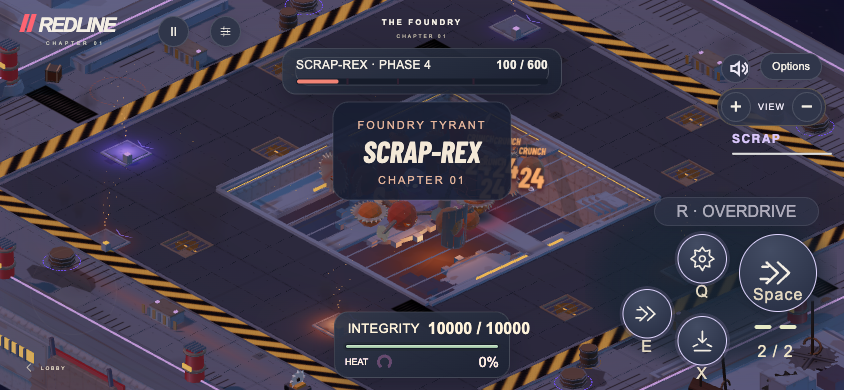 REDLINE
CHAPTER 01
THE FOUNDRY
CHAPTER 01
SCRAP-REX · PHASE 4
100 / 600
Options
+ VIEW −
SCRAP
FOUNDRY TYRANT
SCRAP-REX
CHAPTER 01
CRUNCH
24
R · OVERDRIVE
Q
Space
E
2 / 2
X
INTEGRITY 10000 / 10000
HEAT
0%
LOBBY